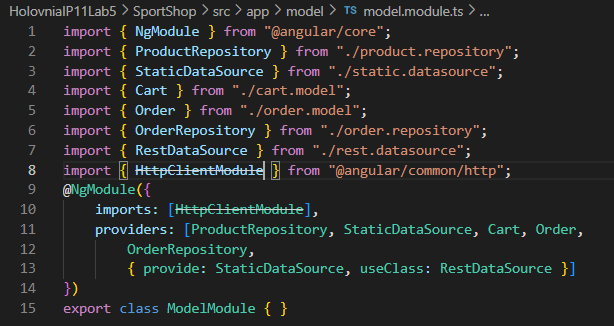 HolovniaIP11Lab5 > SportShop > src > app > model > TS model.module.ts > ...
1 import { NgModule } from "@angular/core";
2 import { ProductRepository } from "./product.repository";
3 import { StaticDataSource } from "./static.datasource";
4 import { Cart } from "./cart.model";
5 import { Order } from "./order.model";
6 import { OrderRepository } from "./order.repository";
7 import { RestDataSource } from "./rest.datasource";
8 import { HttpClientModule } from "@angular/common/http";
9 @NgModule({
10 imports: [HttpClientModule],
11 providers: [ProductRepository, StaticDataSource, Cart, Order,
12 OrderRepository,
13 { provide: StaticDataSource, useClass: RestDataSource }]
14 })
15 export class ModelModule { }